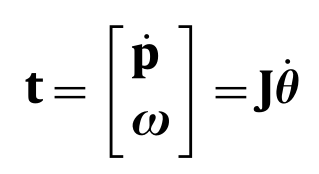 t = [ ṗ
ω ] = Jθ̇